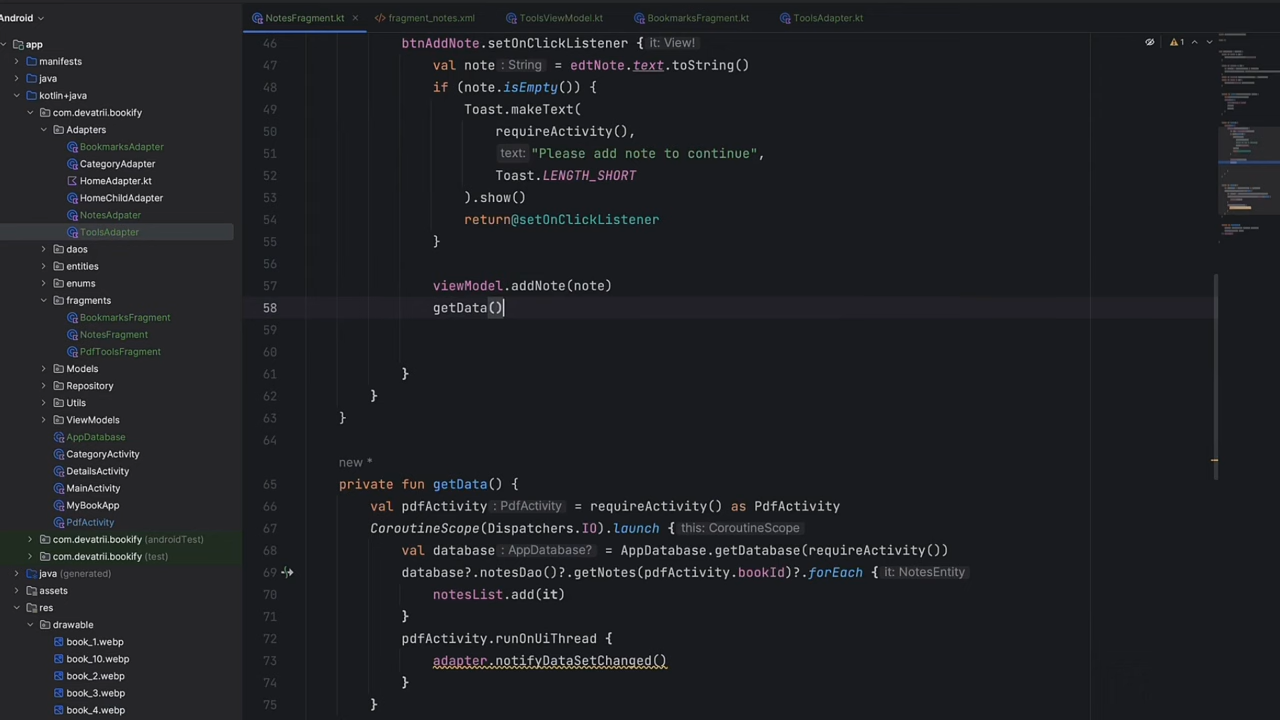 Android
app
manifests
java
kotlin+java
com.devatrii.bookify
Adapters
BookmarksAdapter
CategoryAdapter
HomeAdapter.kt
HomeChildAdapter
NotesAdpater
ToolsAdapter
daos
entities
enums
fragments
BookmarksFragment
NotesFragment
PdfToolsFragment
Models
Repository
Utils
ViewModels
AppDatabase
CategoryActivity
DetailsActivity
MainActivity
MyBookApp
PdfActivity
com.devatrii.bookify (androidTest)
com.devatrii.bookify (test)
java (generated)
assets
res
drawable
book_1.webp
book_10.webp
book_2.webp
book_3.webp
book_4.webp
NotesFragment.kt fragment_notes.xml ToolsViewModel.kt BookmarksFragment.kt ToolsAdapter.kt
1
46 btnAddNote.setOnClickListener { it: View!
47 val note : String = edtNote.text.toString()
48 if (note.isEmpty()) {
49 Toast.makeText(
50 requireActivity(),
51 text: "Please add note to continue",
52 Toast.LENGTH_SHORT
53 ).show()
54 return@setOnClickListener
55 }
56
57 viewModel.addNote(note)
58 getData()
59
60
61 }
62 }
63 }
64
new *
65 private fun getData() {
66 val pdfActivity : PdfActivity = requireActivity() as PdfActivity
67 CoroutineScope(Dispatchers.IO).launch { this: CoroutineScope
68 val database : AppDatabase? = AppDatabase.getDatabase(requireActivity())
69 database?.notesDao()?.getNotes(pdfActivity.bookId)?.forEach { it: NotesEntity
70 notesList.add(it)
71 }
72 pdfActivity.runOnUiThread {
73 adapter.notifyDataSetChanged()
74 }
75 }